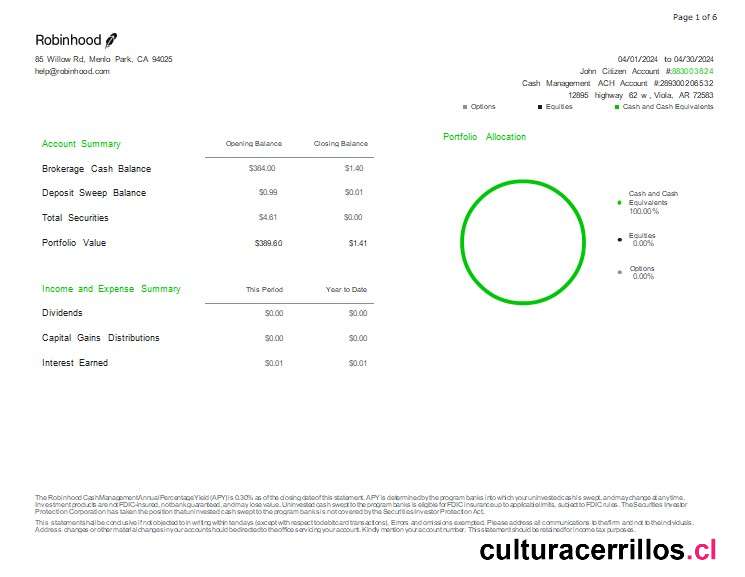 Page 1 of 6
Robinhood
85 Willow Rd, Menlo Park, CA 94025
help@robinhood.com
04/01/2024 to 04/30/2024
John Citizen Account #:883003824
Cash Management ACH Account #:289300206532
12895 highway 62 w , Viola, AR 72583
Options Equities Cash and Cash Equivalents
Portfolio Allocation
Account Summary Opening Balance Closing Balance
Brokerage Cash Balance $384.00 $1.40
Deposit Sweep Balance $0.99 $0.01
Total Securities $4.61 $0.00
Portfolio Value $389.60 $1.41
Cash and Cash
Equivalents
100.00%
Equities
0.00%
Options
0.00%
Income and Expense Summary This Period Year to Date
Dividends $0.00 $0.00
Capital Gains Distributions $0.00 $0.00
Interest Earned $0.01 $0.01
The Robinhood Cash Management Annual Percentage Yield (APY) is 0.30% as of the closing date of this statement. APY is determined by the program banks into which your uninvested cash is swept, and may change at any time.
Investment products are not FDIC-insured, not bank guaranteed, and may lose value. Uninvested cash swept to the program banks is eligible for FDIC insurance up to applicable limits, subject to FDIC rules. The Securities Investor
Protection Corporation has taken the position that uninvested cash swept to the program banks is not covered by the Securities Investor Protection Act.
This statement shall be conclusive if not objected to in writing within ten days (except with respect to debit card transactions). Errors and omissions exempted. Please address all communications to the firm and not to the individuals.
Address changes or other material changes in your account should be directed to the office servicing your account. Kindly mention your account number. This statement should be retained for income tax purposes.
culturacerrillos.cl